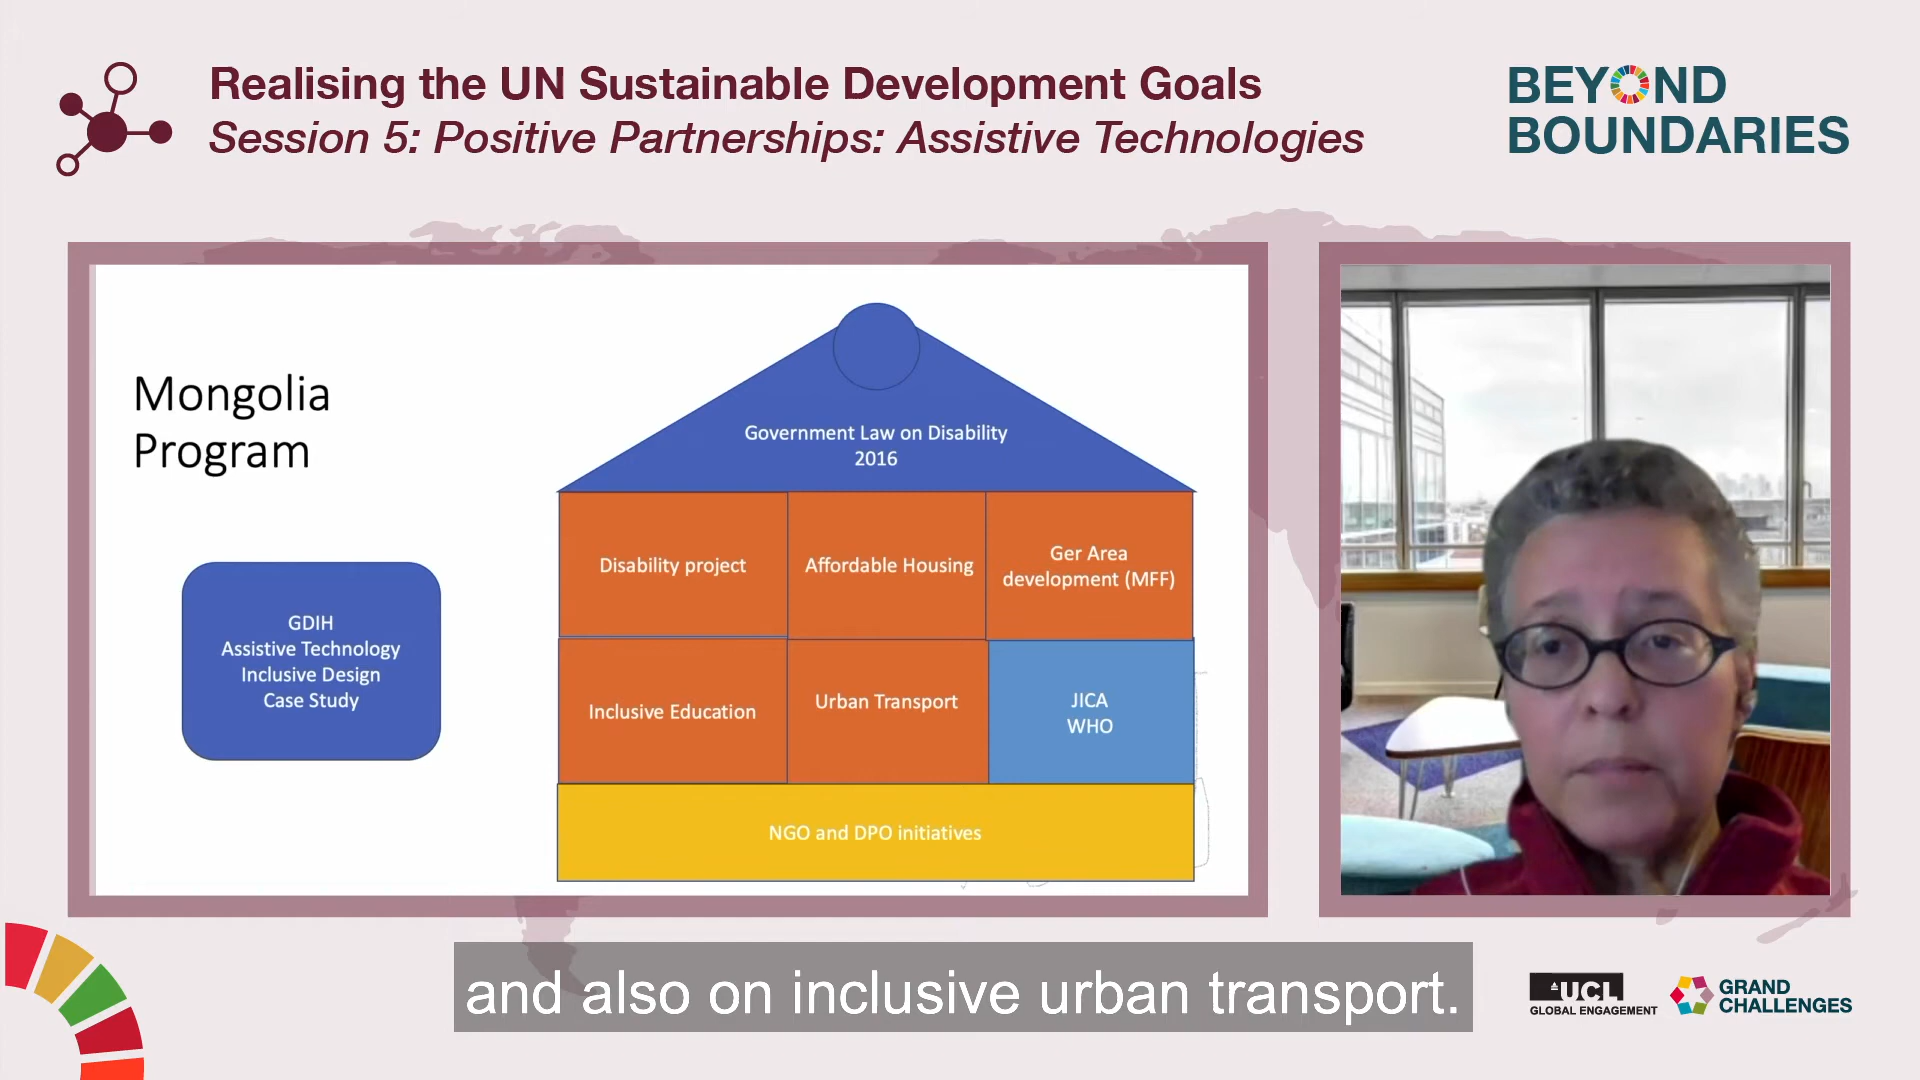 Realising the UN Sustainable Development Goals
Session 5: Positive Partnerships: Assistive Technologies
BEYOND
BOUNDARIES
Mongolia
Program
GDIH
Assistive Technology
Inclusive Design
Case Study
Government Law on Disability
2016
Disability project
Affordable Housing
Ger Area
development (MFF)
Inclusive Education
Urban Transport
JICA
WHO
NGO and DPO initiatives
and also on inclusive urban transport.
UCL
GLOBAL ENGAGEMENT
GRAND
CHALLENGES